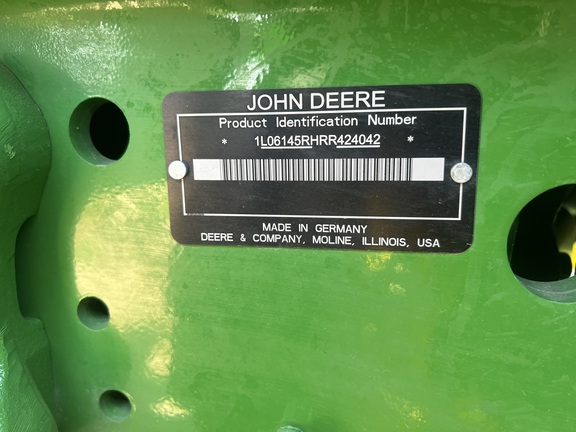 JOHN DEERE
Product Identification Number
* 1L06145RHRR424042 *
MADE IN GERMANY
DEERE & COMPANY, MOLINE, ILLINOIS, USA